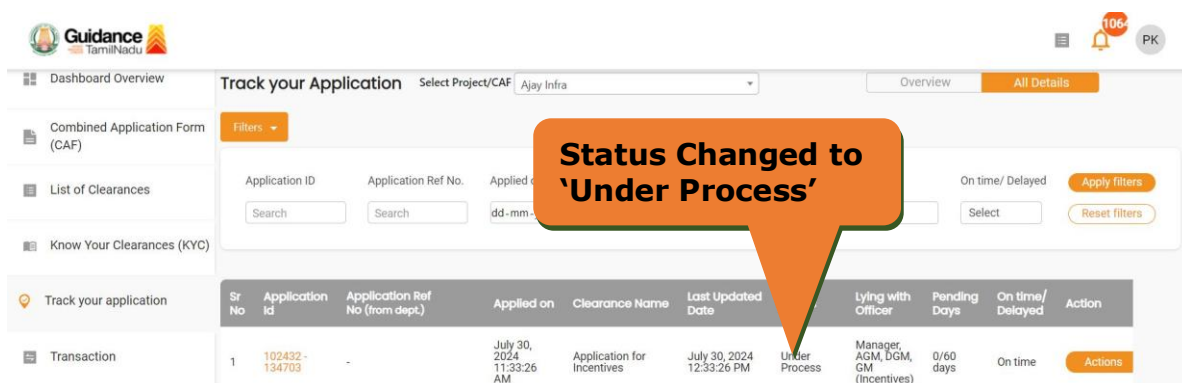 Guidance
TamilNadu
1064
PK
Dashboard Overview
Track your Application Select Project/CAF Ajay Infra Overview All Details
Combined Application Form
(CAF)
Filters
Status Changed to
‘Under Process’
List of Clearances
Application ID Application Ref No. Applied On time/ Delayed Apply filters
Search Search dd-mm- Select Reset filters
Know Your Clearances (KYC)
Track your application
Sr
No Application
Id Application Ref
No (from dept.) Applied on Clearance Name Last Updated
Date Lying with
Officer Pending
Days On time/
Delayed Action
Transaction
1 102432 -
134703 - July 30,
2024
11:33:26
AM Application for
Incentives July 30, 2024
12:33:26 PM Under
Process Manager,
AGM, DGM,
GM
(Incentives) 0/60
days On time Actions